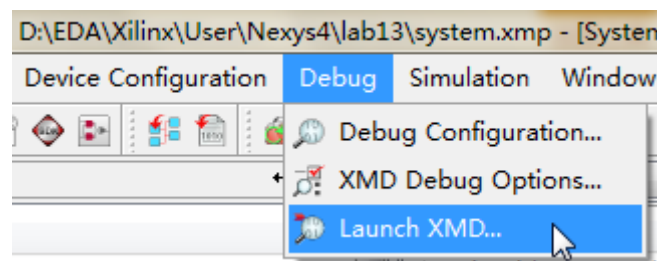 D:\EDA\Xilinx\User\Nexys4\lab13\system.xmp - [System
Device Configuration Debug Simulation Window
Debug Configuration...
XMD Debug Options...
Launch XMD...